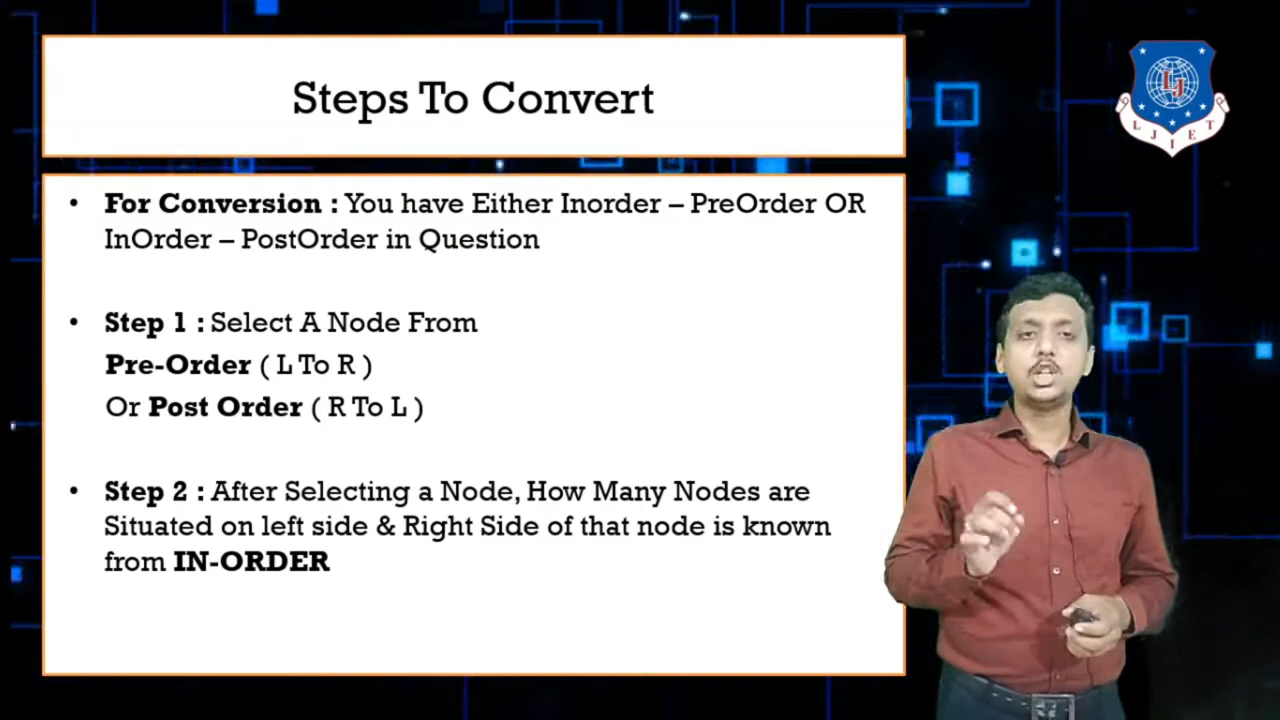 Steps To Convert
• For Conversion : You have Either Inorder – PreOrder OR
InOrder – PostOrder in Question
• Step 1 : Select A Node From
Pre-Order ( L To R )
Or Post Order ( R To L )
• Step 2 : After Selecting a Node, How Many Nodes are
Situated on left side & Right Side of that node is known
from IN-ORDER
LJ
L J I E T